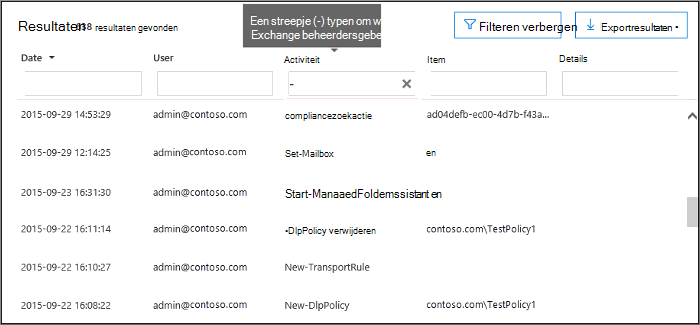 Een streepje (-) typen om w
Exchange beheerdersgebe
Resultaten 638 resultaten gevonden Filteren verbergen Exportresultaten
Date User Activiteit Item Details
-
2015-09-29 14:53:29 admin@contoso.com compliancezoekactie ad04defb-ec00-4d7b-f43a...
2015-09-29 12:14:25 admin@contoso.com Set-Mailbox en
2015-09-23 16:31:30 admin@contoso.com Start-ManaaedFoldemssistant en
2015-09-22 16:11:14 admin@contoso.com •DlpPolicy verwijderen contoso.com\TestPolicy1
2015-09-22 16:10:27 admin@contoso.com New-TransportRule
2015-09-22 16:08:22 admin@contoso.com New-DlpPolicy contoso.com\TestPolicy1